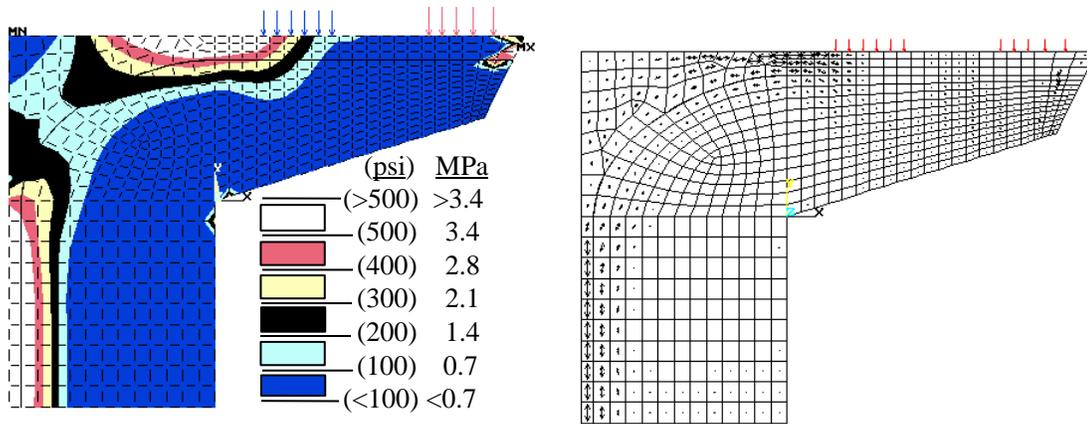 MN
MX
Y
X
(psi) MPa
(>500) >3.4
(500) 3.4
(400) 2.8
(300) 2.1
(200) 1.4
(100) 0.7
(<100) <0.7
Z
X